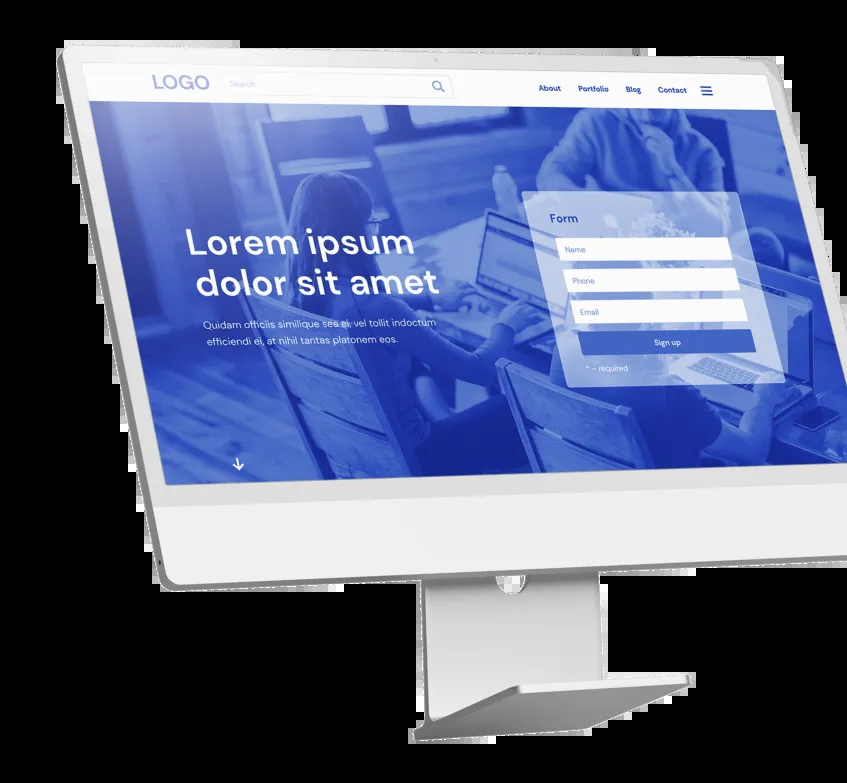 LOGO
Search
About Portfolio Blog Contact
Lorem ipsum
dolor sit amet
Quidam officiis similique sea ei, vel tollit indoctum
efficiendi ei, at nihil tantas platonem eos.
Form
Name
Phone
Email
Sign up
* – required